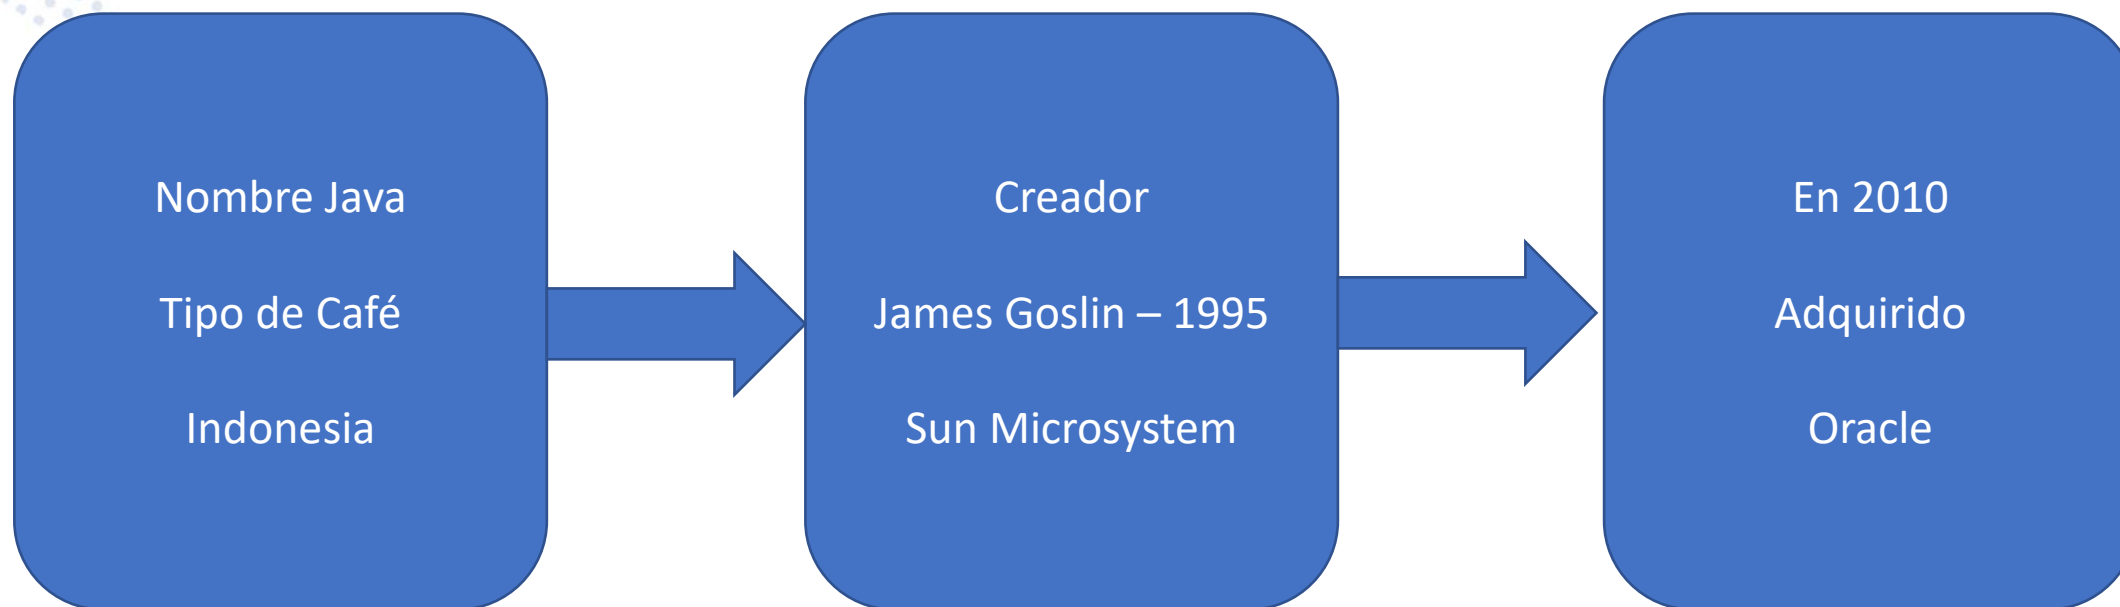 Nombre Java
Tipo de Café
Indonesia
Creador
James Goslin – 1995
Sun Microsystem
En 2010
Adquirido
Oracle